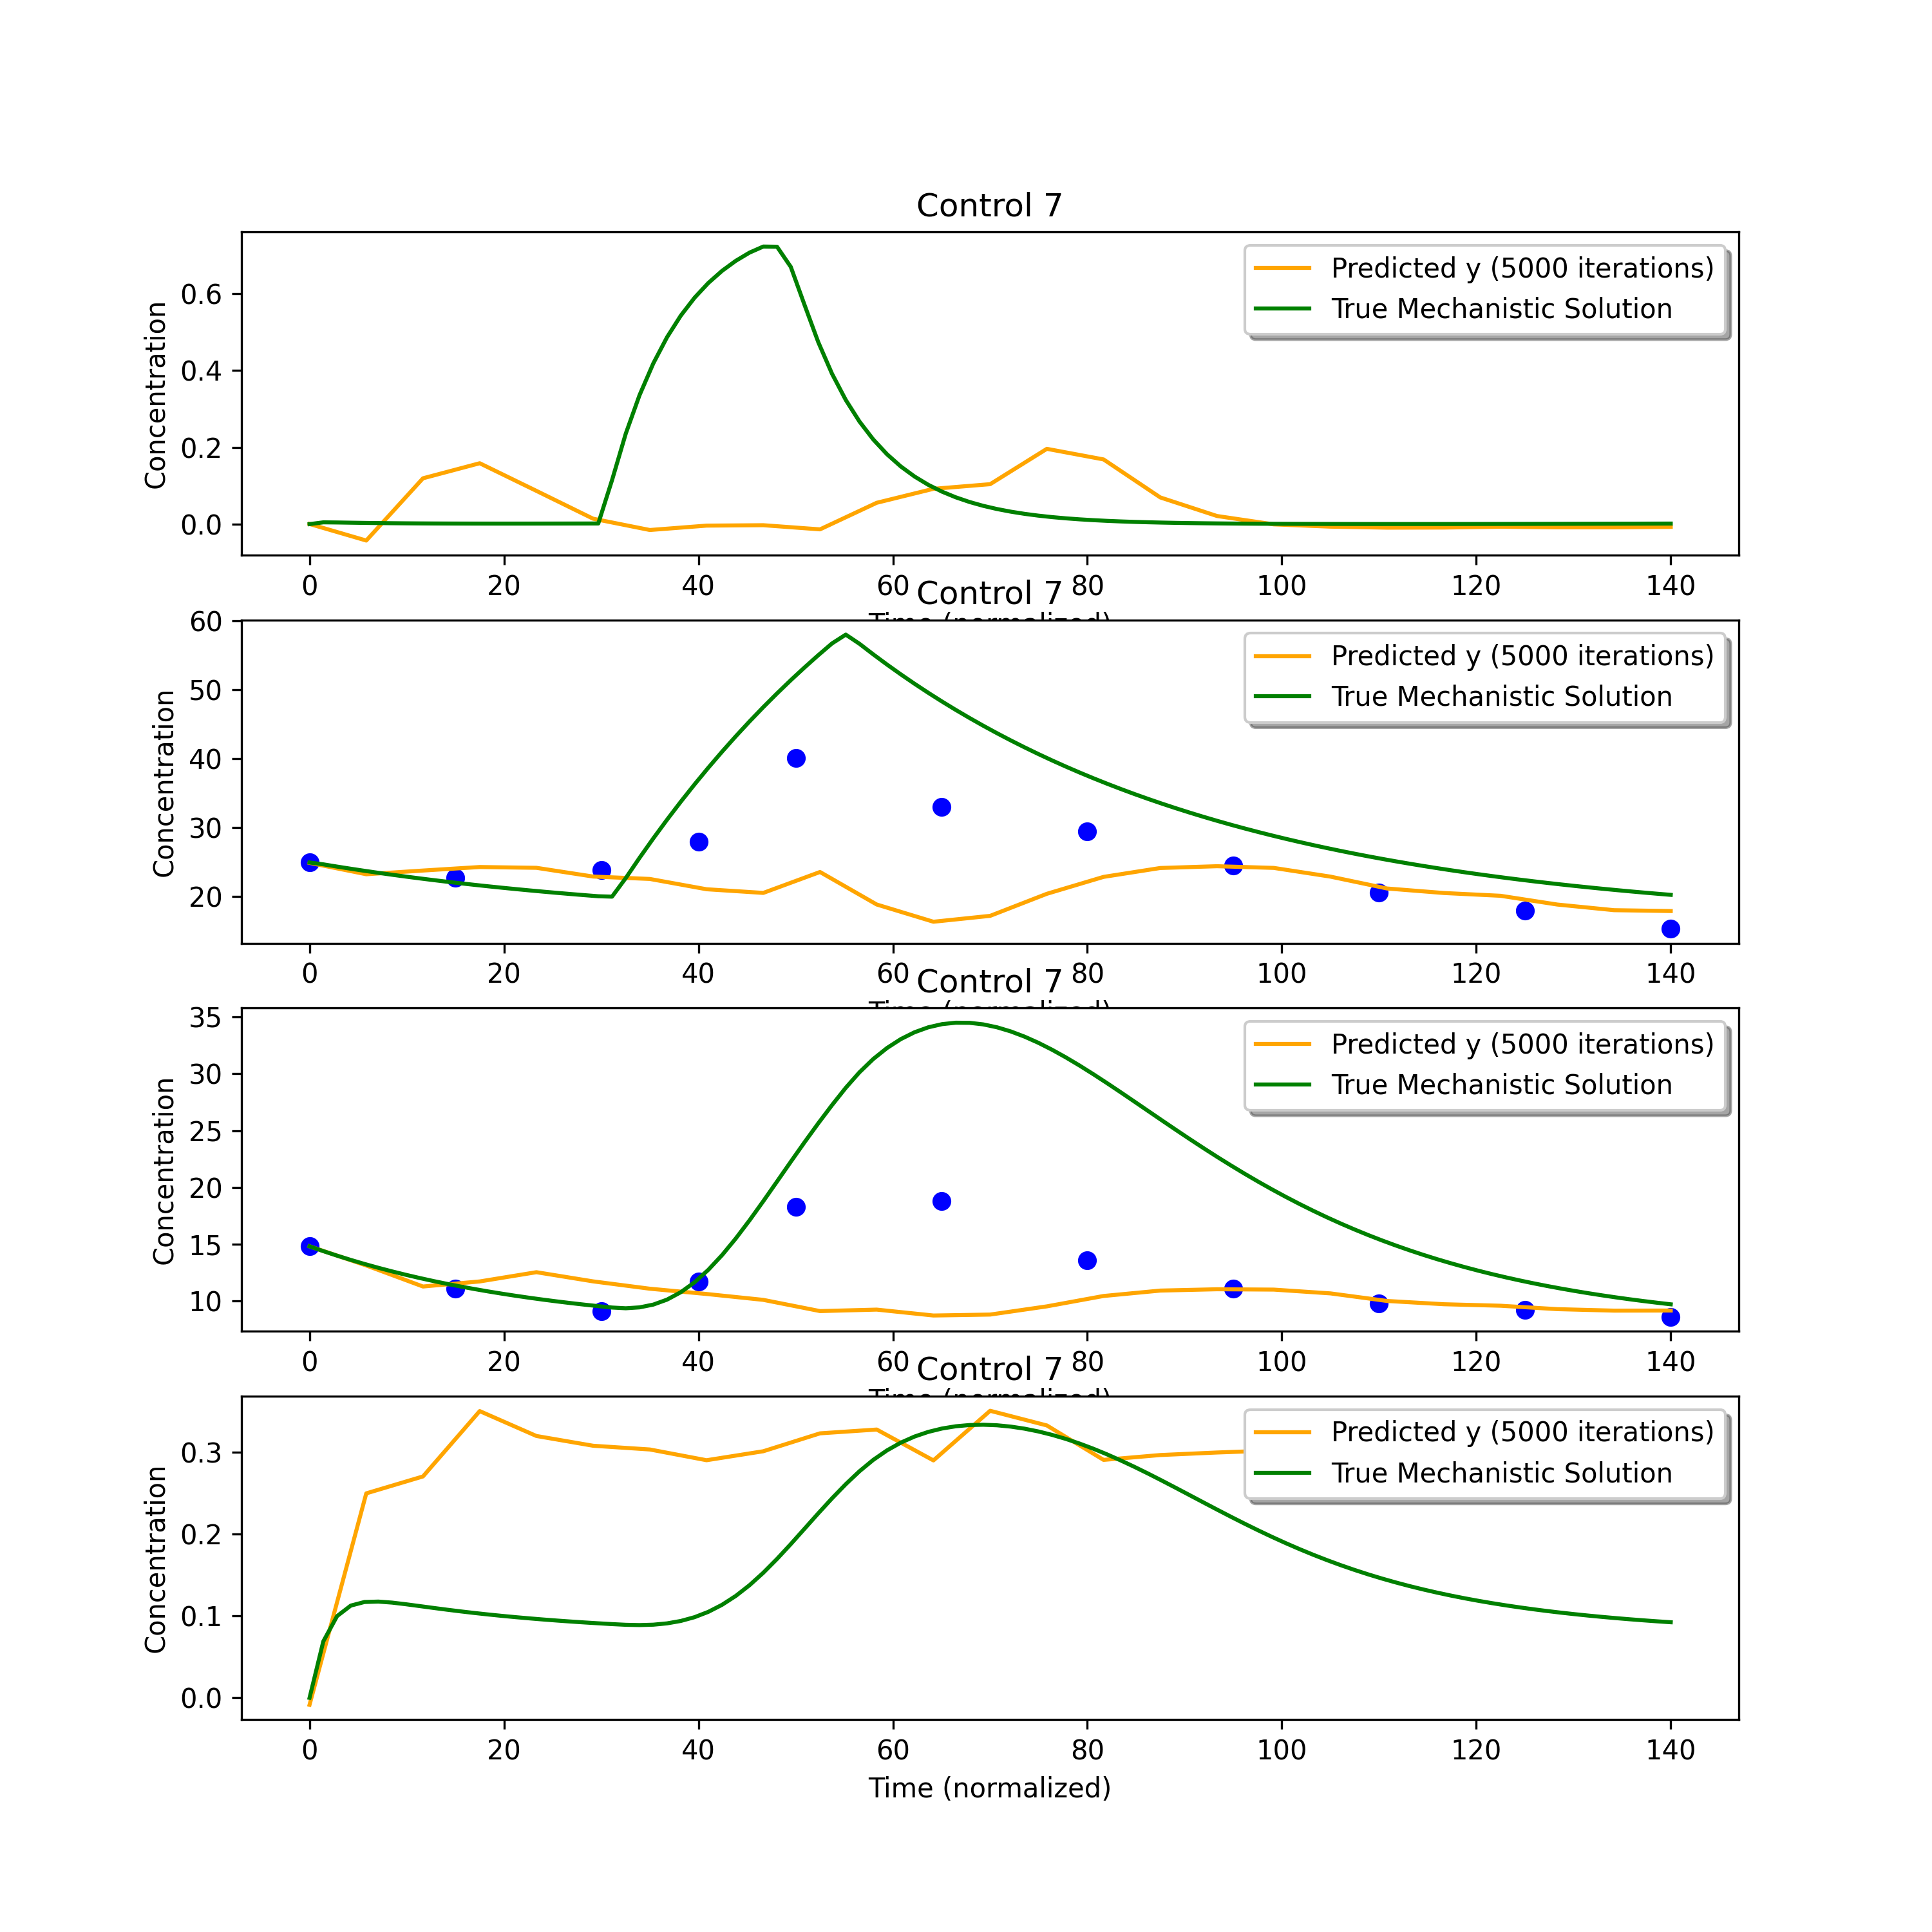 Control 7
Concentration
0.6
0.4
0.2
0.0
Predicted y (5000 iterations)
True Mechanistic Solution
0 20 40 60 80 100 120 140
Control 7
Concentration
60
50
40
30
20
Predicted y (5000 iterations)
True Mechanistic Solution
0 20 40 60 80 100 120 140
Control 7
Concentration
35
30
25
20
15
10
Predicted y (5000 iterations)
True Mechanistic Solution
0 20 40 60 80 100 120 140
Control 7
Concentration
0.3
0.2
0.1
0.0
Predicted y (5000 iterations)
True Mechanistic Solution
0 20 40 60 80 100 120 140
Time (normalized)